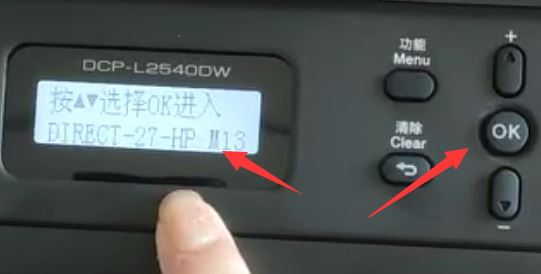 DCP-L2540DW
按▲▼选择OK进入
DIRECT-27-HP M13
功能
Menu
清除
Clear
+
OK
−